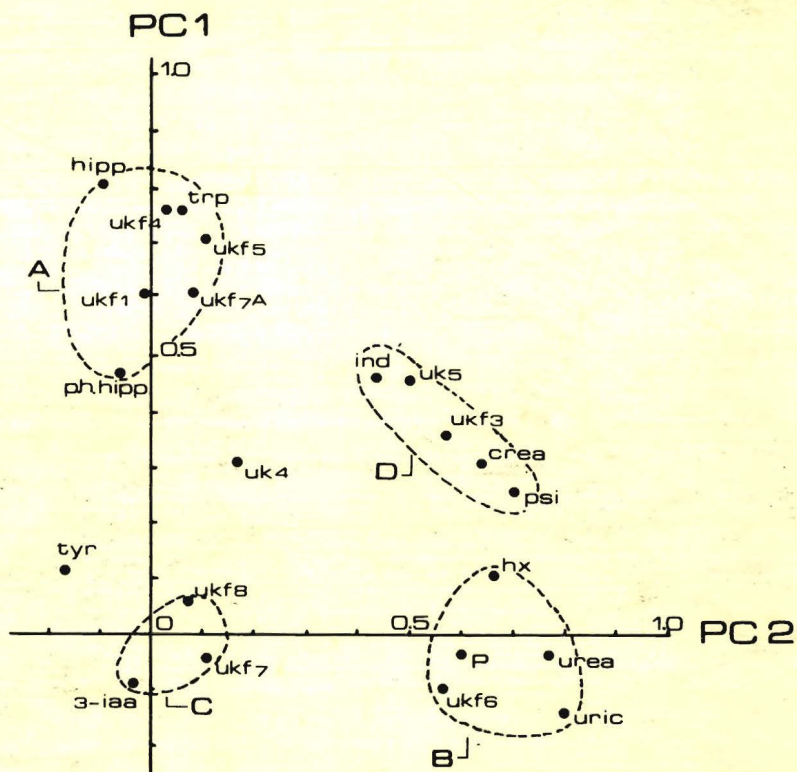 PC1
1.0
hipp
trp
ukf4
ukf5
A
ukf1
ukf7A
0.5
ph.hipp
ind
uk5
ukf3
crea
D
psi
uk4
tyr
hx
ukf8
0
0.5
1.0
PC2
P
urea
ukf7
3-iaa
C
ukf6
uric
B